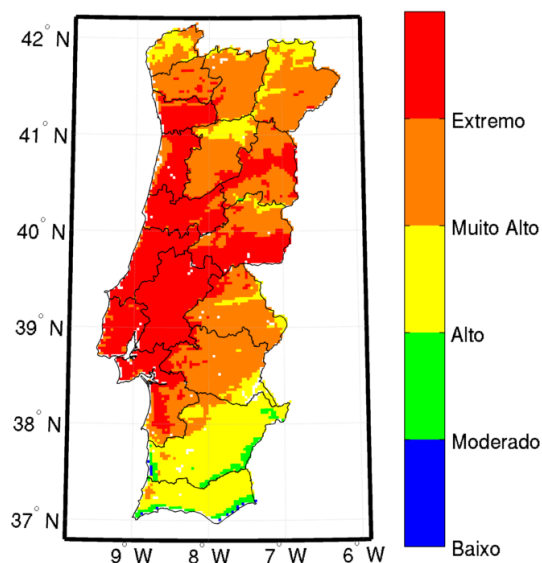 42° N
41° N
40° N
39° N
38° N
37° N
9° W
8° W
7° W
6° W
Extremo
Muito Alto
Alto
Moderado
Baixo